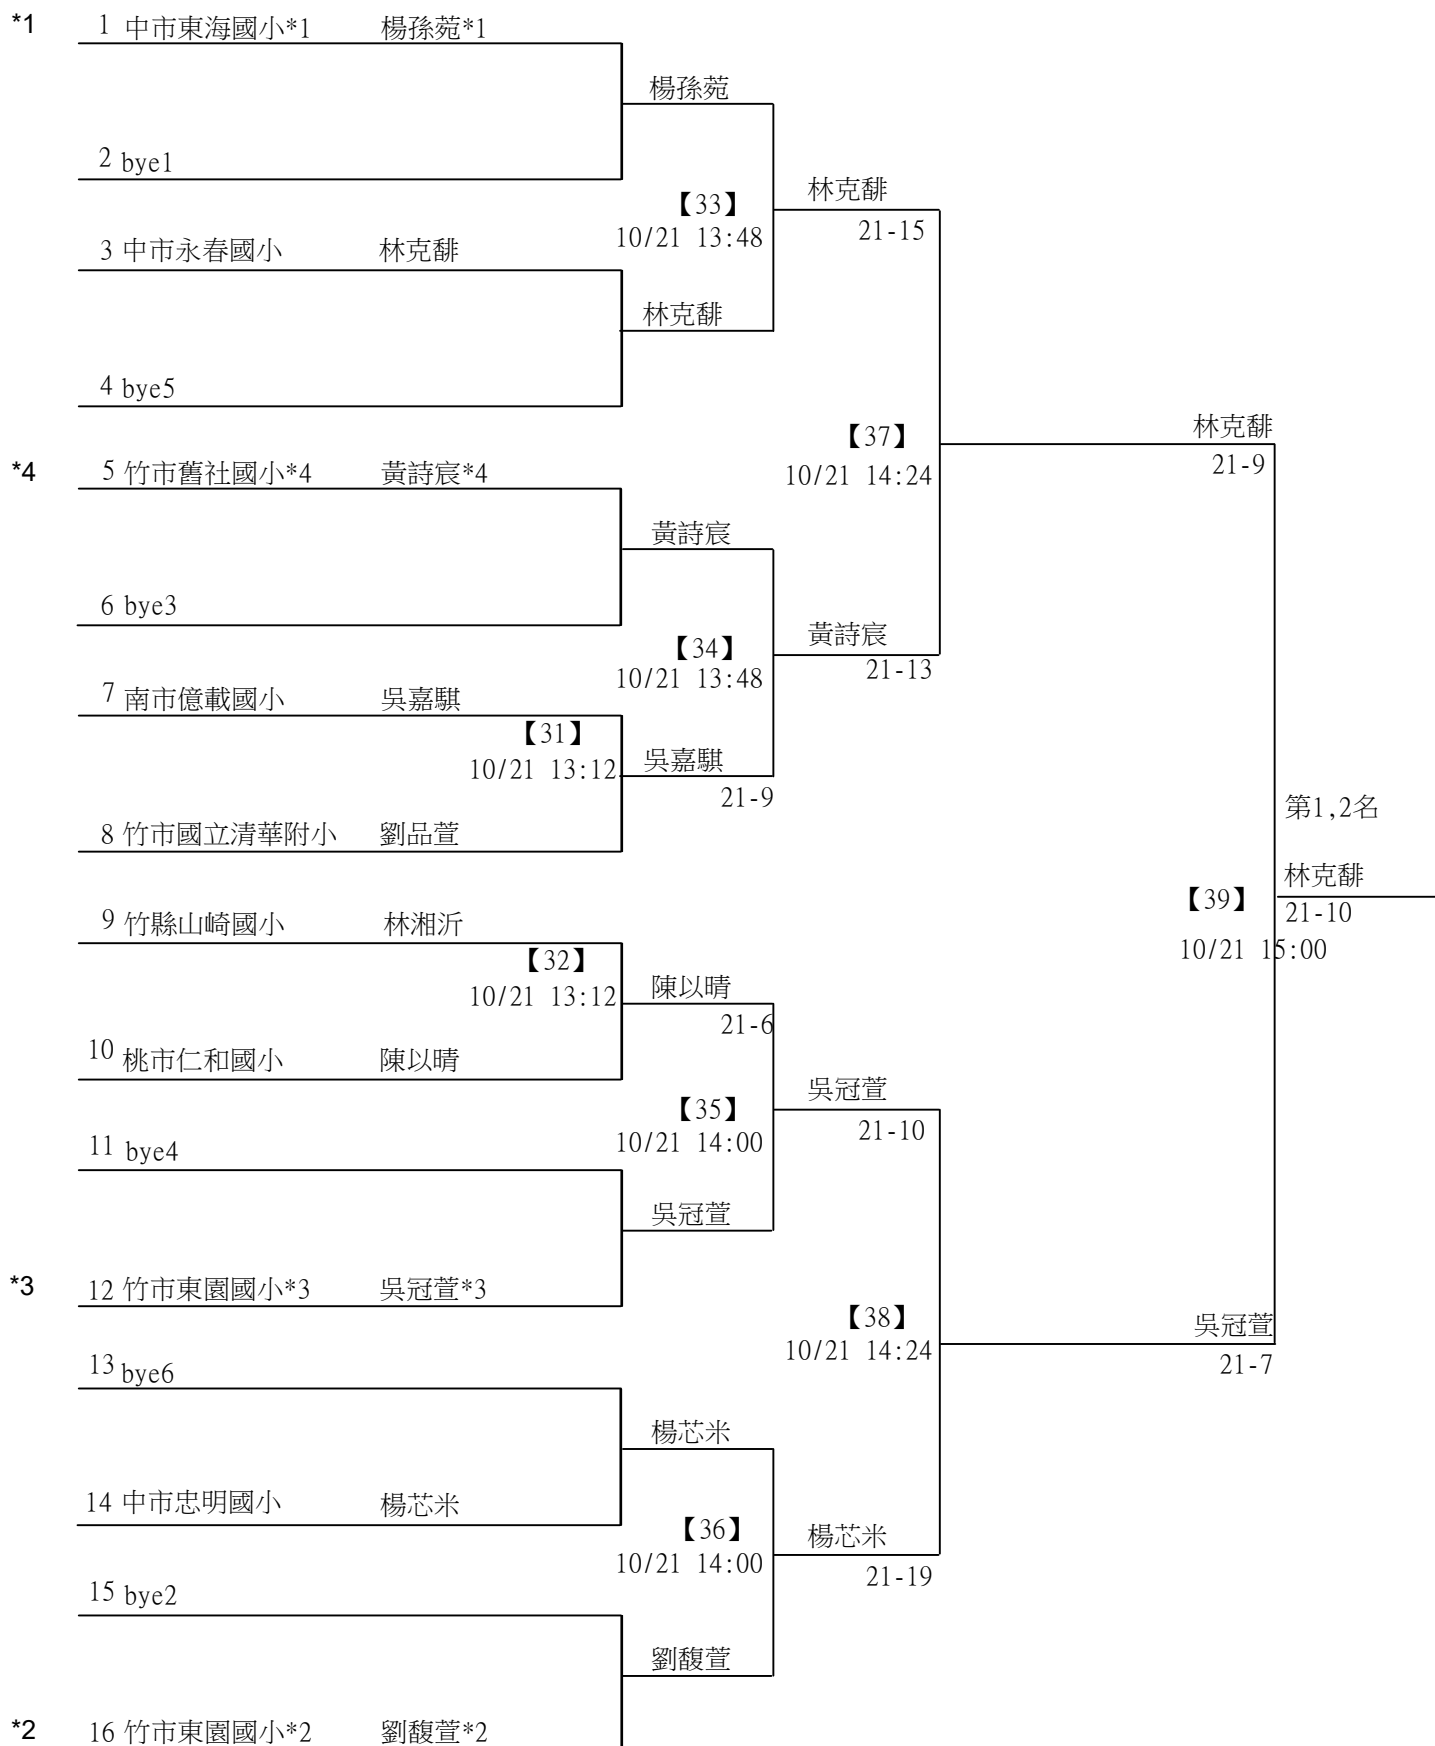 *1 1 中市東海國小*1 楊孫菀*1
楊孫菀
2 bye1
【33】 林克馡
10/21 13:48 21-15
3 中市永春國小 林克馡
林克馡
4 bye5
【37】 林克馡
10/21 14:24 21-9
*4 5 竹市舊社國小*4 黃詩宸*4
黃詩宸
6 bye3
【34】 黃詩宸
10/21 13:48 21-13
7 南市億載國小 吳嘉騏
【31】 吳嘉騏
10/21 13:12 21-9
8 竹市國立清華附小 劉品萱
第1,2名
【39】 林克馡
21-10
10/21 15:00
9 竹縣山崎國小 林湘沂
【32】 陳以晴
10/21 13:12 21-6
10 桃市仁和國小 陳以晴
【35】 吳冠萱
10/21 14:00 21-10
11 bye4
吳冠萱
*3 12 竹市東園國小*3 吳冠萱*3
【38】 吳冠萱
10/21 14:24 21-7
13 bye6
楊芯米
14 中市忠明國小 楊芯米
【36】 楊芯米
10/21 14:00 21-19
15 bye2
劉馥萱
*2 16 竹市東園國小*2 劉馥萱*2